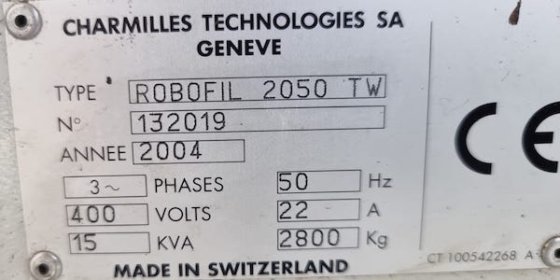 CHARMILLES TECHNOLOGIES SA
GENEVE
TYPE ROBOFIL 2050 TW
Nº 132019
ANNEE 2004
3~ PHASES 50 Hz
400 VOLTS 22 A
15 KVA 2800 Kg
CE
CT 100542268 A
MADE IN SWITZERLAND